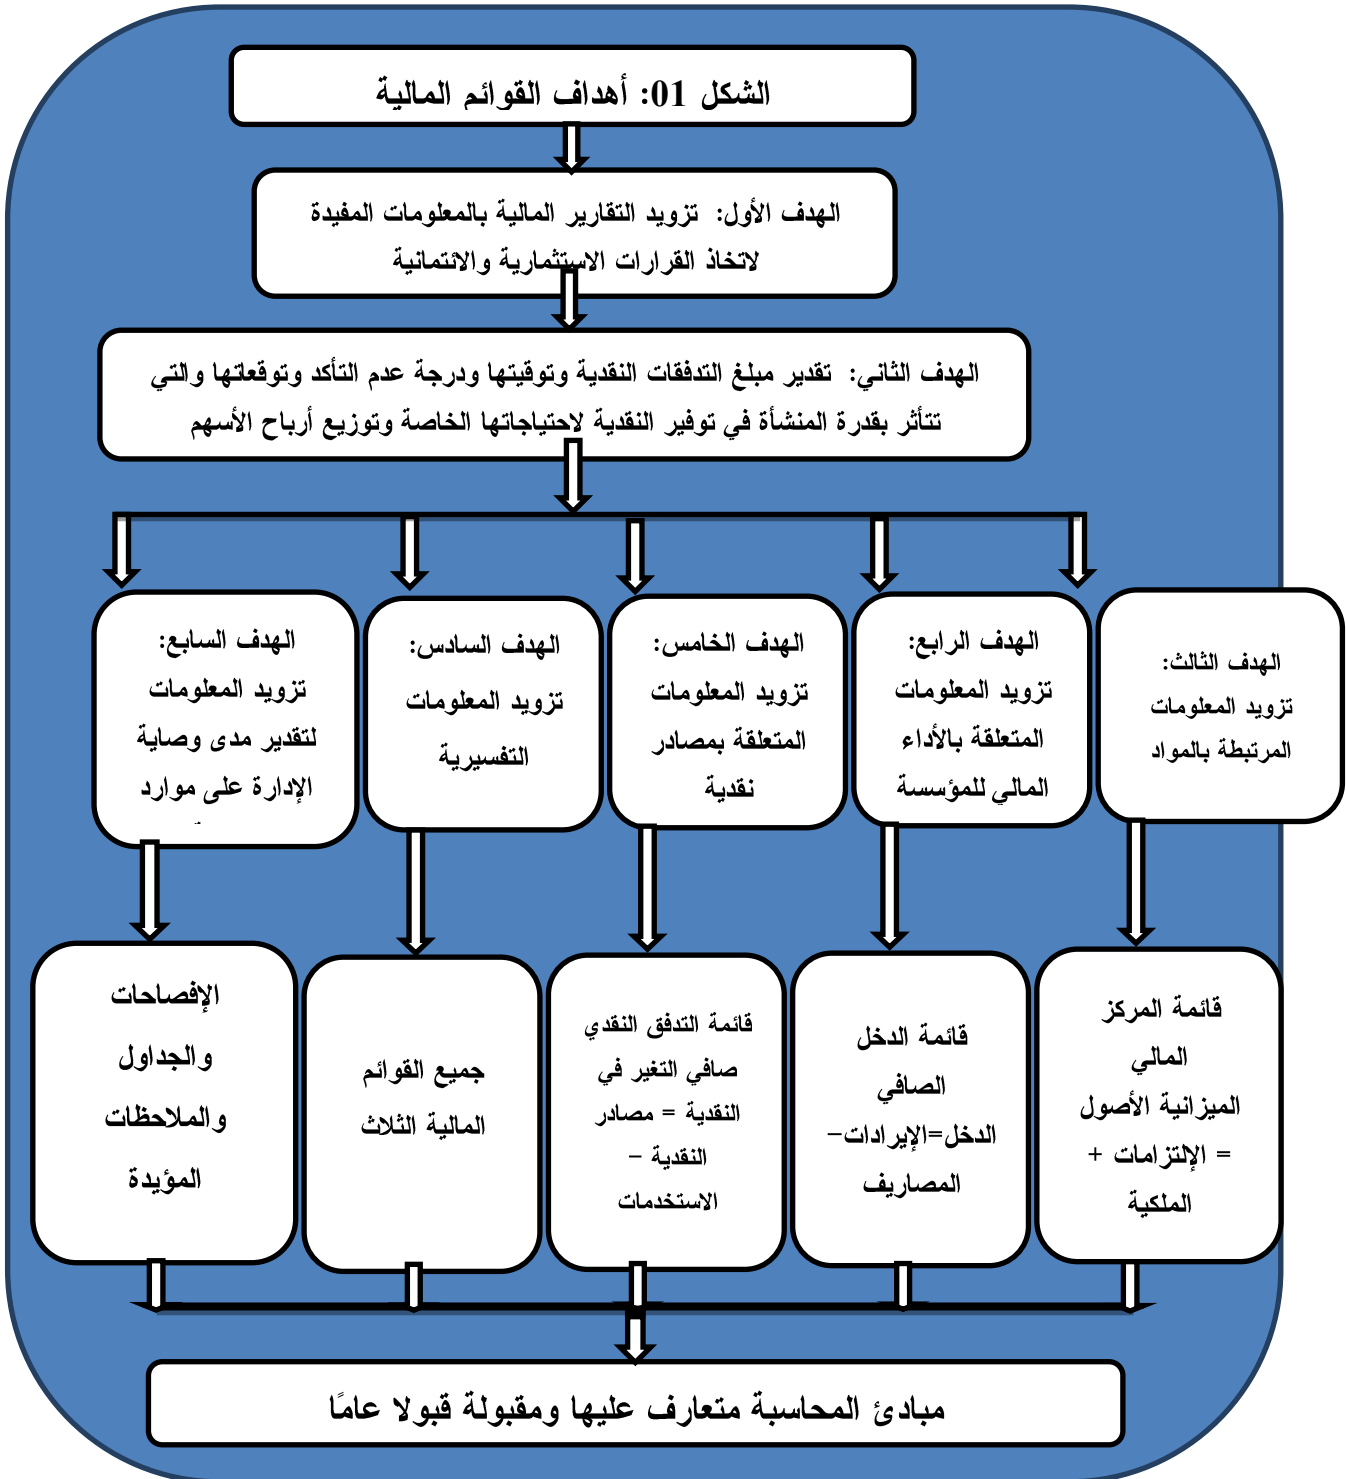 الشكل 01: أهداف القوائم المالية
الهدف الأول: تزويد التقارير المالية بالمعلومات المفيدة
لاتخاذ القرارات الاستثمارية والائتمانية
الهدف الثاني: تقدير مبلغ التدفقات النقدية وتوقيتها ودرجة عدم التأكد وتوقعاتها والتي
تتأثر بقدرة المنشأة في توفير النقدية لاحتياجاتها الخاصة وتوزيع أرباح الأسهم
الهدف الثالث:
تزويد المعلومات
المرتبطة بالمواد
الهدف الرابع:
تزويد المعلومات
المتعلقة بالأداء
المالي للمؤسسة
الهدف الخامس:
تزويد المعلومات
المتعلقة بمصادر
نقدية
الهدف السادس:
تزويد المعلومات
التفسيرية
الهدف السابع:
تزويد المعلومات
لتقدير مدى وصاية
الإدارة على موارد
قائمة المركز
المالي
الميزانية الأصول
= الإلتزامات +
الملكية
قائمة الدخل
الصافي
الدخل=الإيرادات–
المصاريف
قائمة التدفق النقدي
صافي التغير في
النقدية = مصادر
النقدية –
الاستخدمات
جميع القوائم
المالية الثلاث
الإفصاحات
والجداول
والملاحظات
المؤيدة
مبادئ المحاسبة متعارف عليها ومقبولة قبولا عامًا